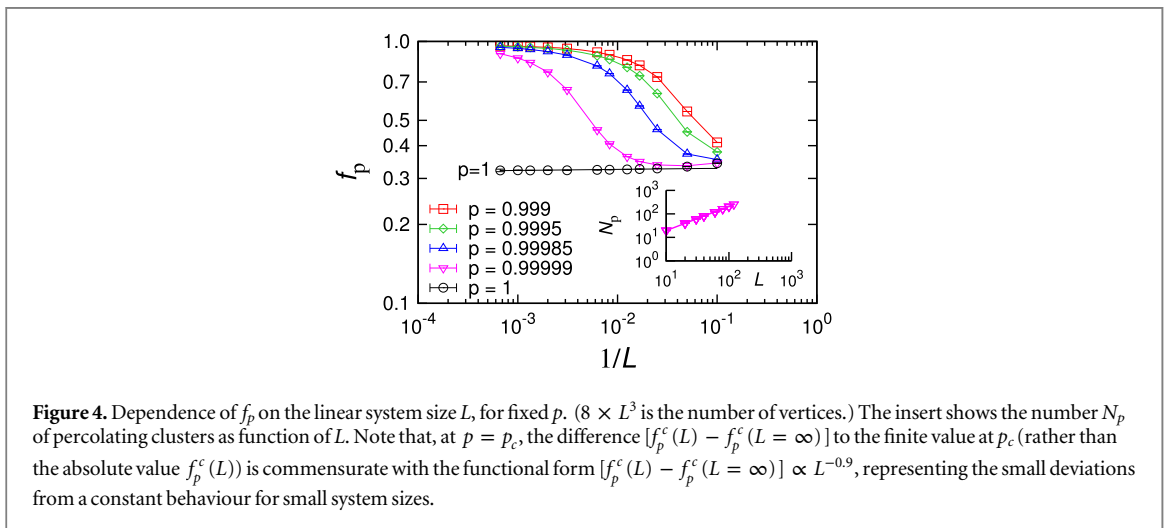 1.0
0.7
0.5
0.4
0.3
0.2
0.1
f_p
p=1
p = 0.999
p = 0.9995
p = 0.99985
p = 0.99999
p = 1
N_p
10^3
10^2
10^1
10^0
10^1 10^2 L 10^3
10^-4 10^-3 10^-2 10^-1 10^0
1/L
Figure 4. Dependence of f_p on the linear system size L, for fixed p. (8 × L^3 is the number of vertices.) The insert shows the number N_p
of percolating clusters as function of L. Note that, at p = p_c, the difference [f_p^c(L) − f_p^c(L = ∞)] to the finite value at p_c (rather than
the absolute value f_p^c(L)) is commensurate with the functional form [f_p^c(L) − f_p^c(L = ∞)] ∝ L^−0.9, representing the small deviations
from a constant behaviour for small system sizes.